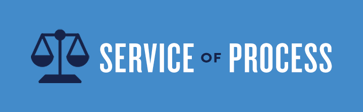 SERVICE OF PROCESS